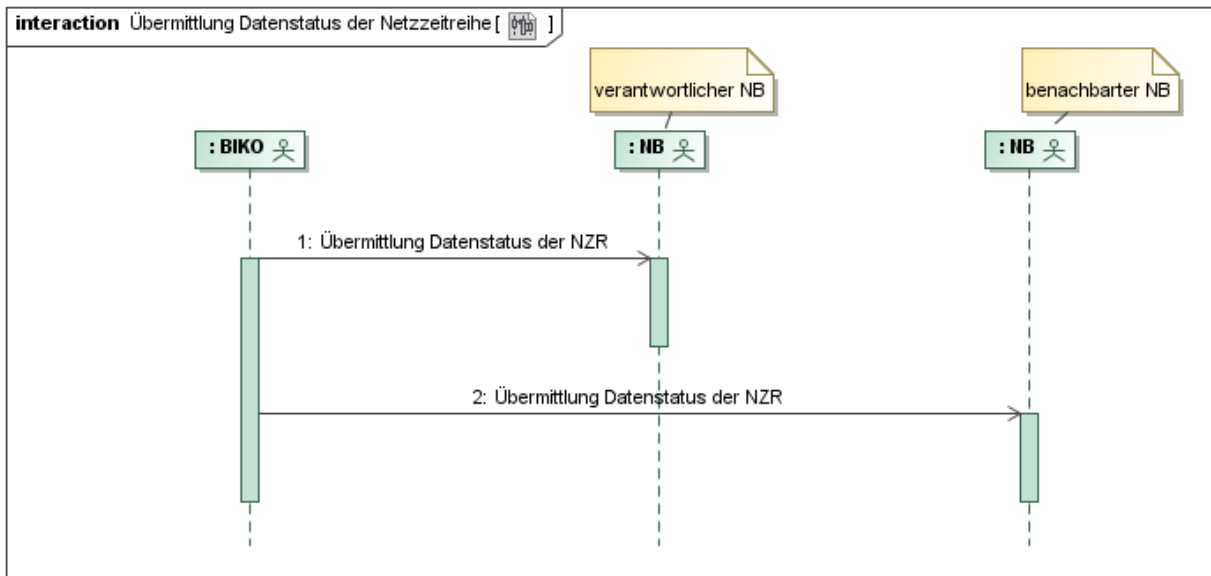 interaction Übermittlung Datenstatus der Netzzeitreihe [ ]
verantwortlicher NB
benachbarter NB
: BIKO
: NB
: NB
1: Übermittlung Datenstatus der NZR
2: Übermittlung Datenstatus der NZR